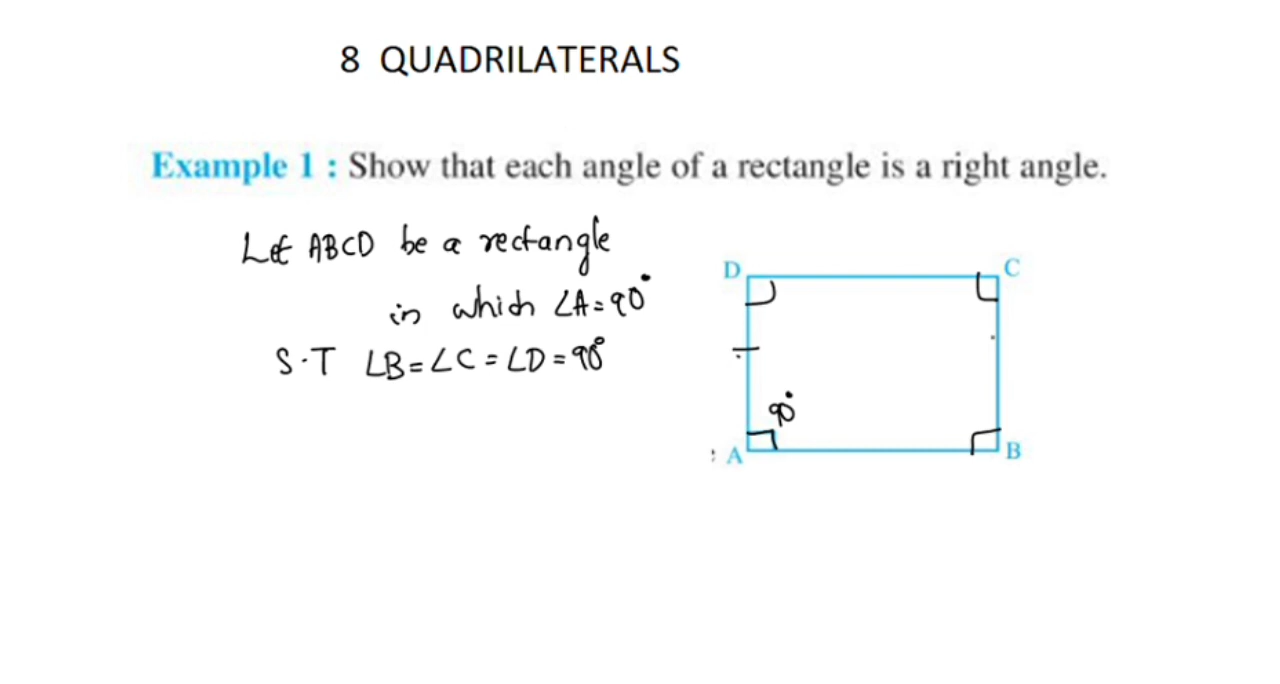 8 QUADRILATERALS
Example 1 : Show that each angle of a rectangle is a right angle.
Let ABCD be a rectangle
in which ∠A = 90°
S.T ∠B = ∠C = ∠D = 90°
D
C
90°
A
B